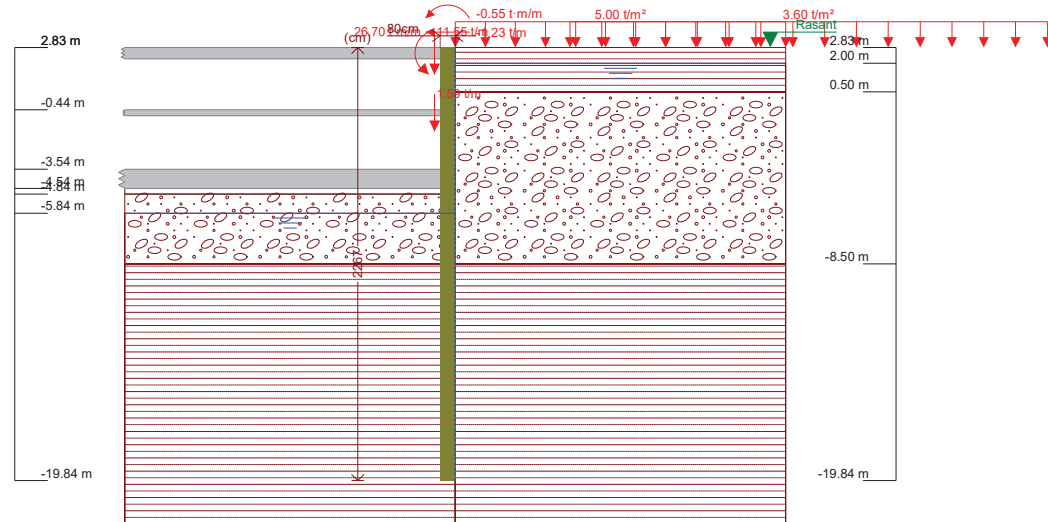 -0.55 t·m/m
5.00 t/m²
3.60 t/m²
80cm
(cm)
Rasant
2.83 m
2.83 m
2.00 m
0.50 m
1.59 t/m
-0.44 m
-3.54 m
-4.54 m
-4.84 m
-5.84 m
2267
-8.50 m
-19.84 m
-19.84 m